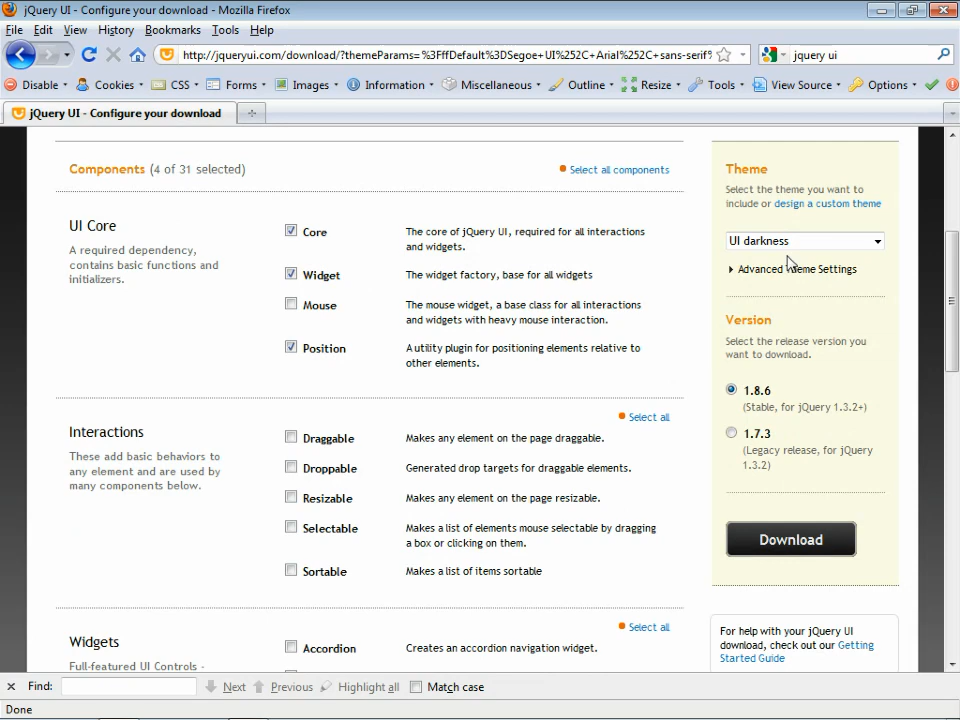 jQuery UI - Configure your download - Mozilla Firefox
File Edit View History Bookmarks Tools Help
http://jqueryui.com/download/?themeParams=%3FffDefault%3DSegoe+UI%252C+Arial%252C+sans-serif%
jquery ui
Disable Cookies CSS Forms Images Information Miscellaneous Outline Resize Tools View Source Options
jQuery UI - Configure your download
Components (4 of 31 selected)
Select all components
UI Core
A required dependency,
contains basic functions and
initializers.
Core
The core of jQuery UI, required for all interactions
and widgets.
Widget
The widget factory, base for all widgets
Mouse
The mouse widget, a base class for all interactions
and widgets with heavy mouse interaction.
Position
A utility plugin for positioning elements relative to
other elements.
Select all
Interactions
These add basic behaviors to
any element and are used by
many components below.
Draggable
Makes any element on the page draggable.
Droppable
Generated drop targets for draggable elements.
Resizable
Makes any element on the page resizable.
Selectable
Makes a list of elements mouse selectable by dragging
a box or clicking on them.
Sortable
Makes a list of items sortable
Select all
Widgets
Full-featured UI Controls -
Accordion
Creates an accordion navigation widget.
Theme
Select the theme you want to
include or design a custom theme
UI darkness
Advanced Theme Settings
Version
Select the release version you
want to download.
1.8.6
(Stable, for jQuery 1.3.2+)
1.7.3
(Legacy release, for jQuery
1.3.2)
Download
For help with your jQuery UI
download, check out our Getting
Started Guide
Find: Next Previous Highlight all Match case
Done